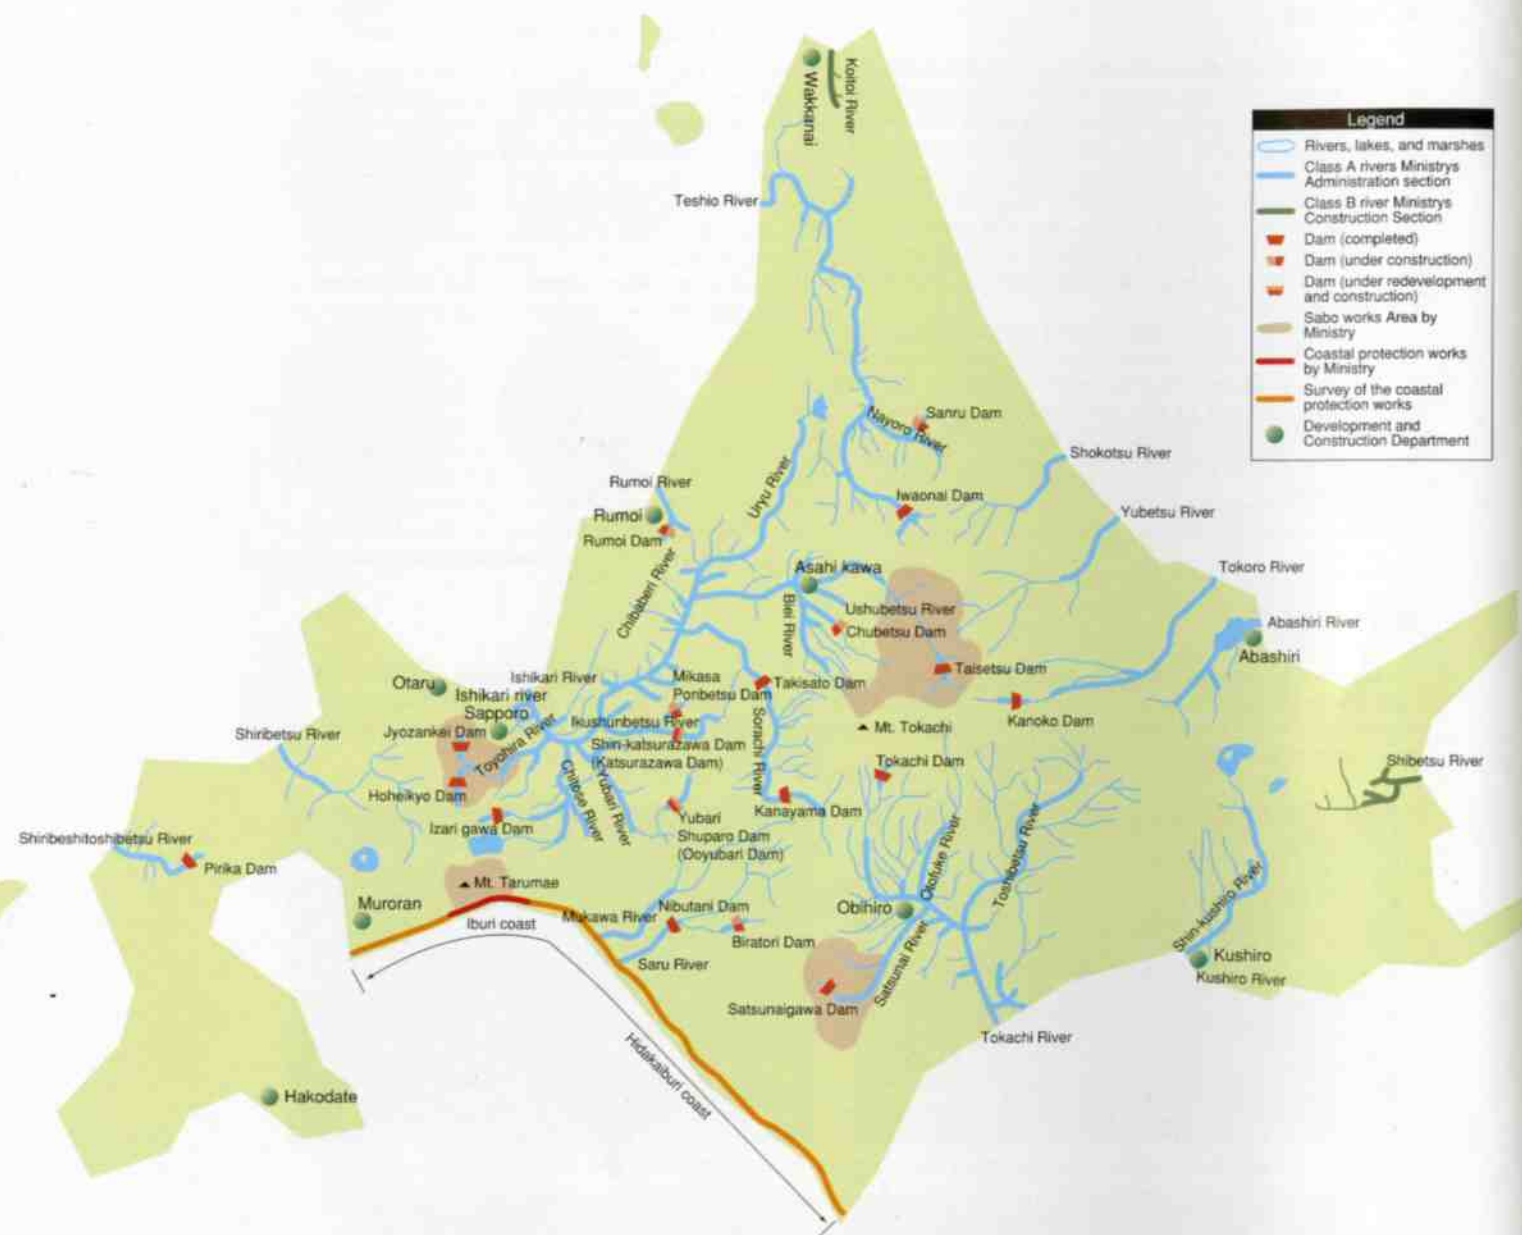 Wakkanai
Koitoi River
Legend
Rivers, lakes, and marshes
Class A rivers Ministrys
Administration section
Class B river Ministrys
Construction Section
Dam (completed)
Dam (under construction)
Dam (under redevelopment
and construction)
Sabo works Area by
Ministry
Coastal protection works
by Ministry
Survey of the coastal
protection works
Development and
Construction Department
Teshio River
Nayoro River
Sanru Dam
Shokotsu River
Rumoi River
Uryu River
Iwaonai Dam
Rumoi
Yubetsu River
Rumoi Dam
Chibaberi River
Asahi kawa
Tokoro River
Biei River
Ushubetsu River
Chubetsu Dam
Abashiri River
Abashiri
Taisetsu Dam
Otaru
Ishikari River
Mikasa
Ponbetsu Dam
Takisato Dam
Ishikari river
Sapporo
Ikushunbetsu River
Sorachi River
Kanoko Dam
Mt. Tokachi
Shiribetsu River
Jyozankei Dam
Toyohira River
Shin-katsurazawa Dam
(Katsurazawa Dam)
Tokachi Dam
Shibetsu River
Hoheikyo Dam
Chitose River
Yubari River
Kanayama Dam
Izari gawa Dam
Yubari
Shuparo Dam
(Ooyubari Dam)
Otofuke River
Toshibetsu River
Shiribeshitoshibetsu River
Pirika Dam
Mt. Tarumae
Muroran
Iburi coast
Mukawa River
Nibutani Dam
Obihiro
Shin-kushiro River
Biratori Dam
Saru River
Satsunai River
Kushiro
Kushiro River
Satsunaigawa Dam
Tokachi River
Hidakaiburi coast
Hakodate